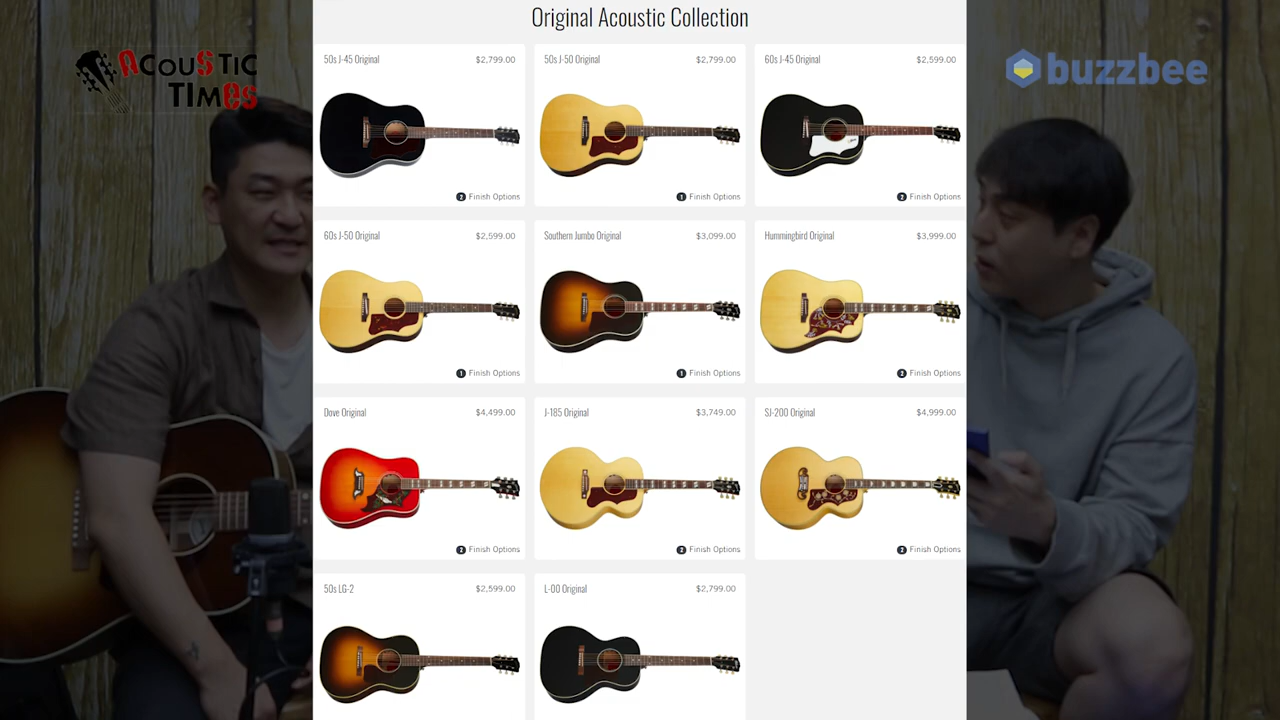 Original Acoustic Collection
ACOUSTIC TIMES
buzzbee
50s J-45 Original $2,799.00
2 Finish Options
50s J-50 Original $2,799.00
1 Finish Options
60s J-45 Original $2,599.00
2 Finish Options
60s J-50 Original $2,599.00
1 Finish Options
Southern Jumbo Original $3,099.00
1 Finish Options
Hummingbird Original $3,999.00
2 Finish Options
Dove Original $4,499.00
2 Finish Options
J-185 Original $3,749.00
2 Finish Options
SJ-200 Original $4,999.00
2 Finish Options
50s LG-2 $2,599.00
L-00 Original $2,799.00